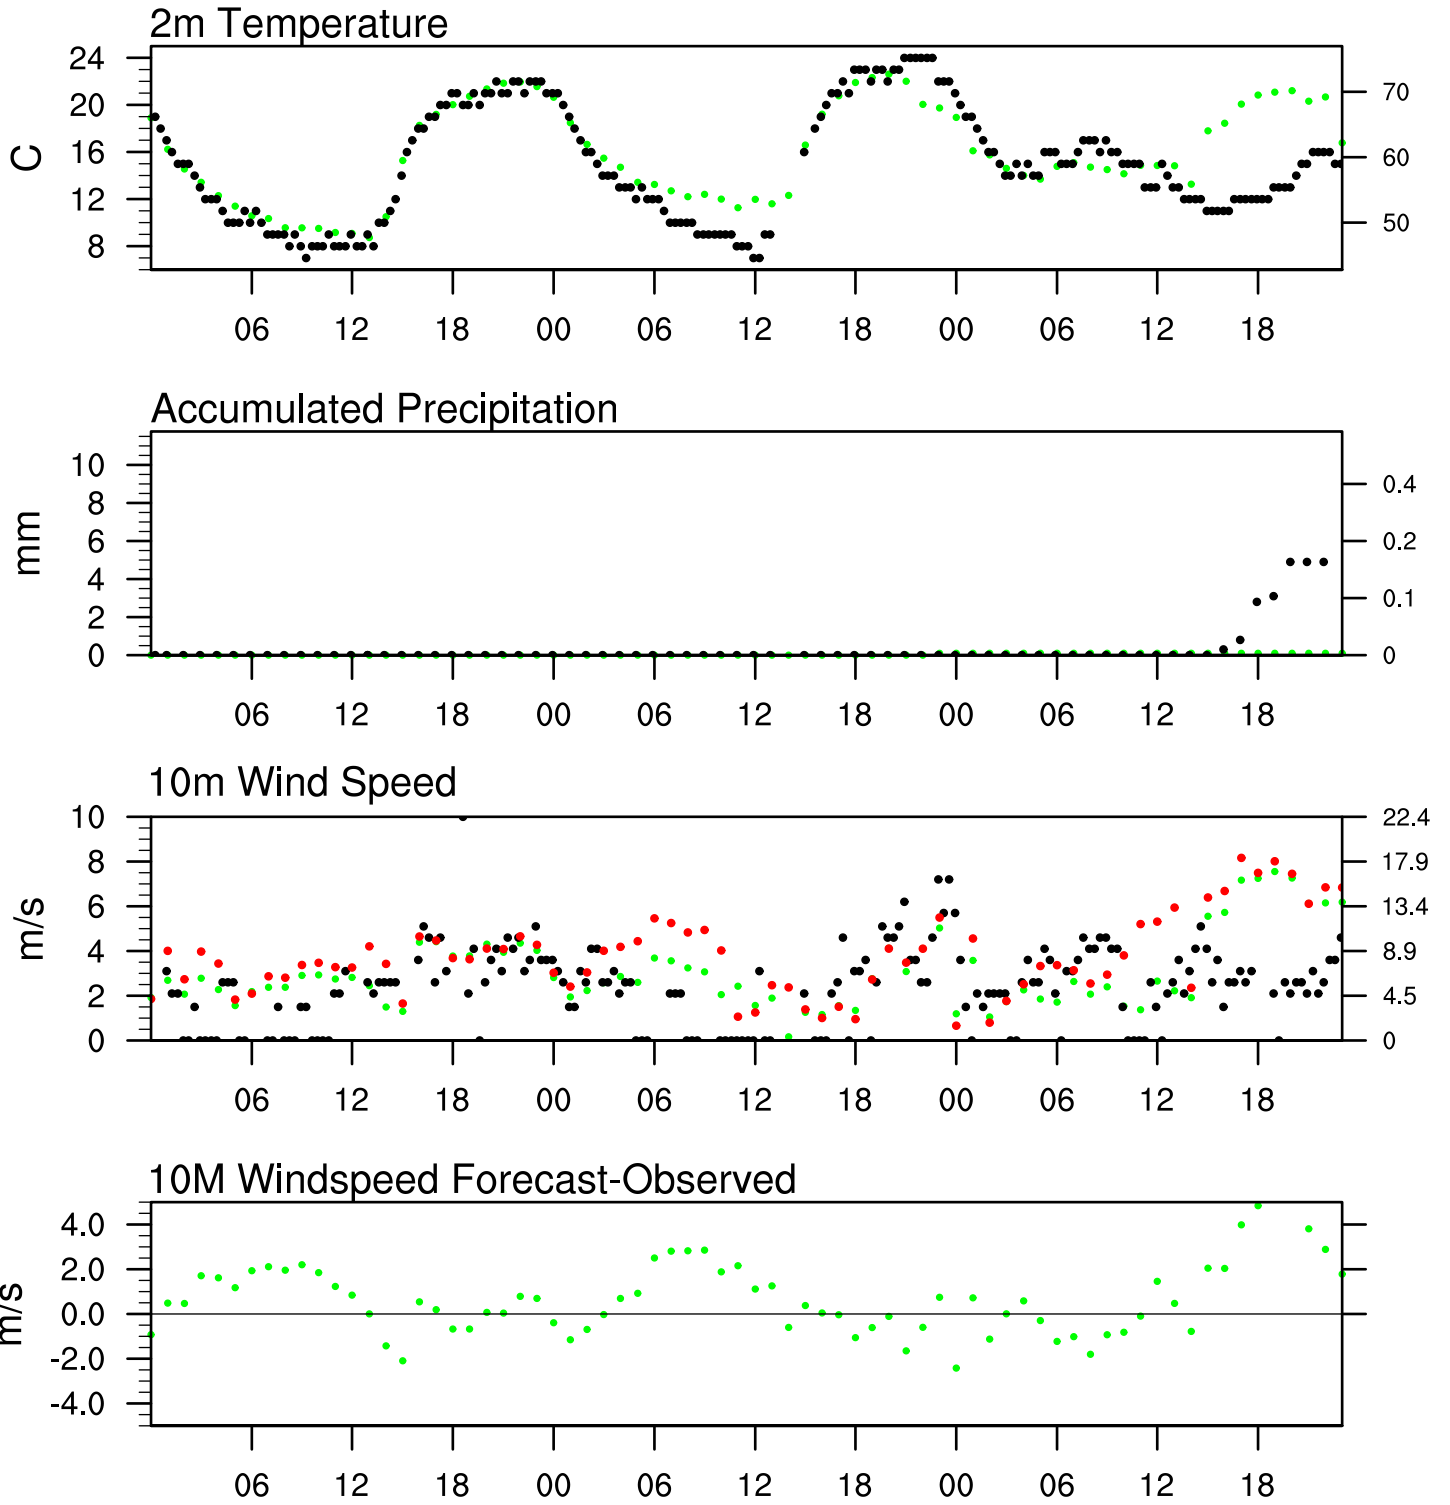 2m Temperature
24
20
16
12
8
C
70
60
50
06 12 18 00 06 12 18 00 06 12 18
Accumulated Precipitation
10
8
6
4
2
0
mm
0.4
0.2
0.1
0
06 12 18 00 06 12 18 00 06 12 18
10m Wind Speed
10
8
6
4
2
0
m/s
22.4
17.9
13.4
8.9
4.5
0
06 12 18 00 06 12 18 00 06 12 18
10M Windspeed Forecast-Observed
4.0
2.0
0.0
-2.0
-4.0
m/s
06 12 18 00 06 12 18 00 06 12 18